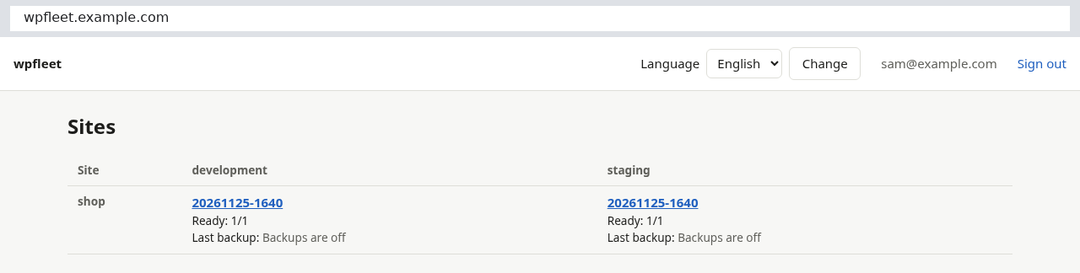 wpfleet.example.com
wpfleet Language English Change sam@example.com Sign out
Sites
Site development staging
shop 20261125-1640 20261125-1640
Ready: 1/1 Ready: 1/1
Last backup: Backups are off Last backup: Backups are off